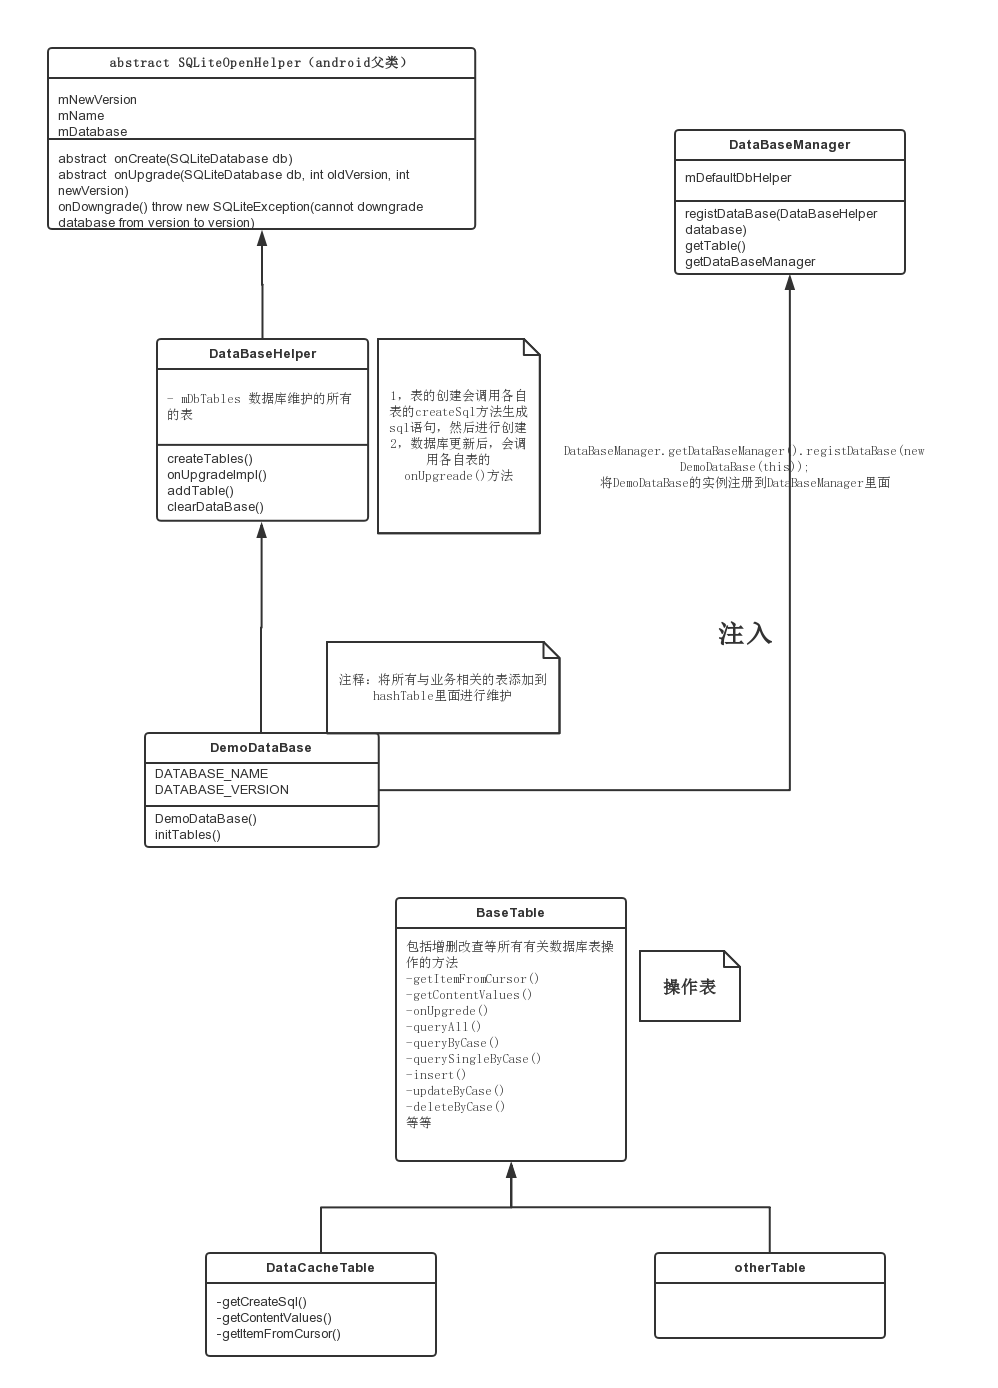 abstract SQLiteOpenHelper（android父类）
mNewVersion
mName
mDatabase
abstract  onCreate(SQLiteDatabase db)
abstract  onUpgrade(SQLiteDatabase db, int oldVersion, int
newVersion)
onDowngrade() throw new SQLiteException(cannot downgrade
database from version to version)
DataBaseManager
mDefaultDbHelper
registDataBase(DataBaseHelper
database)
getTable()
getDataBaseManager
DataBaseHelper
- mDbTables 数据库维护的所有
的表
createTables()
onUpgradeImpl()
addTable()
clearDataBase()
1, 表的创建会调用各自
表的createSql方法生成
sql语句，然后进行创建
2, 数据库更新后，会调
用各自表的
onUpgreade()方法
DataBaseManager.getDataBaseManager().registDataBase(new
DemoDataBase(this));
将DemoDataBase的实例注册到DataBaseManager里面
注入
注释：将所有与业务相关的表添加到
hashTable里面进行维护
DemoDataBase
DATABASE_NAME
DATABASE_VERSION
DemoDataBase()
initTables()
BaseTable
包括增删改查等所有有关数据库表操
作的方法
-getItemFromCursor()
-getContentValues()
-onUpgrede()
-queryAll()
-queryByCase()
-querySingleByCase()
-insert()
-updateByCase()
-deleteByCase()
等等
操作表
DataCacheTable
-getCreateSql()
-getContentValues()
-getItemFromCursor()
otherTable